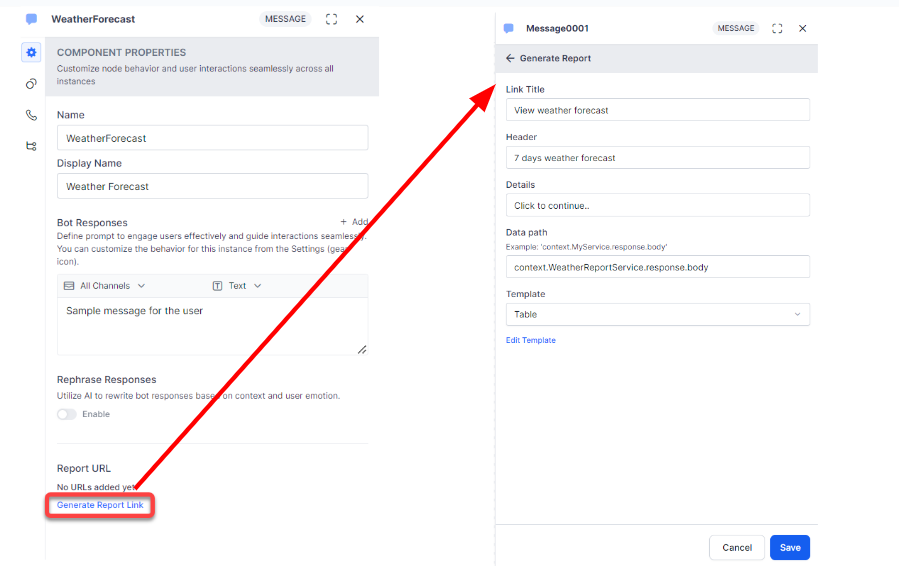 WeatherForecast
MESSAGE
COMPONENT PROPERTIES
Customize node behavior and user interactions seamlessly across all
instances
Name
WeatherForecast
Display Name
Weather Forecast
Bot Responses
+ Add
Define prompt to engage users effectively and guide interactions seamlessly.
You can customize the behavior for this instance from the Settings (gear
icon).
All Channels
Text
Sample message for the user
Rephrase Responses
Utilize AI to rewrite bot responses based on context and user emotion.
Enable
Report URL
No URLs added yet
Generate Report Link
Message0001
MESSAGE
Generate Report
Link Title
View weather forecast
Header
7 days weather forecast
Details
Click to continue..
Data path
Example: 'context.MyService.response.body'
context.WeatherReportService.response.body
Template
Table
Edit Template
Cancel
Save